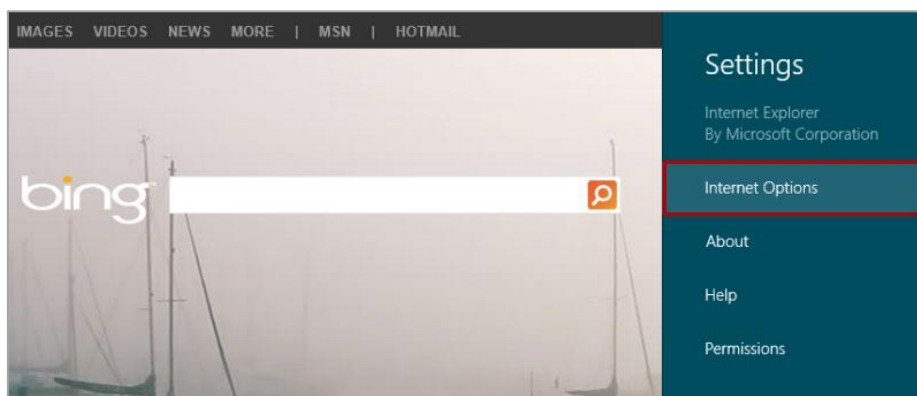 IMAGES VIDEOS NEWS MORE | MSN | HOTMAIL
bing
Settings
Internet Explorer
By Microsoft Corporation
Internet Options
About
Help
Permissions